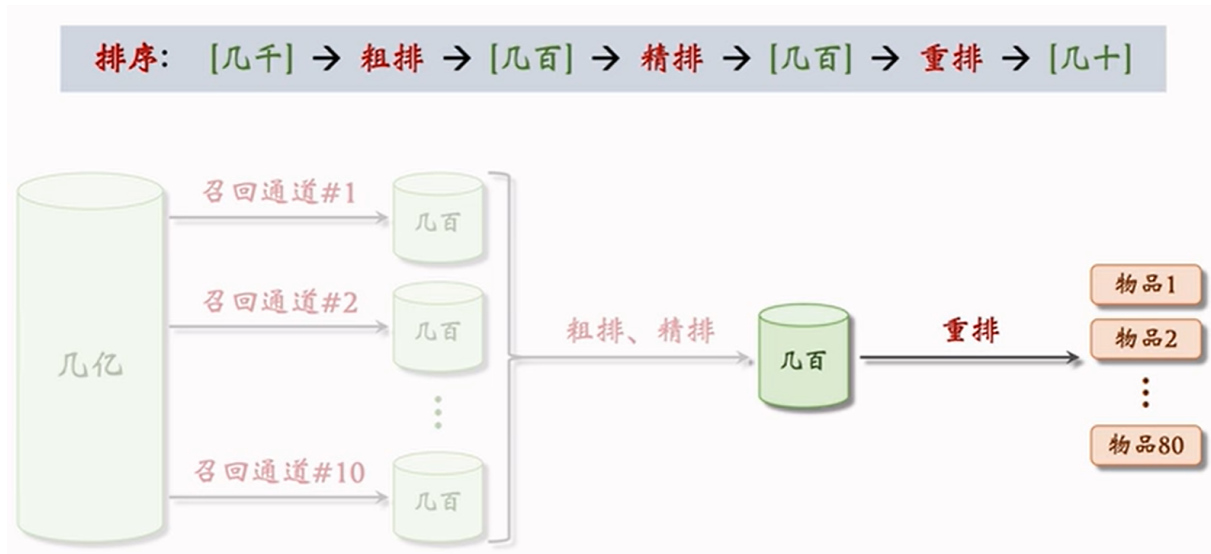 排序： [几千] → 粗排 → [几百] → 精排 → [几百] → 重排 → [几十]
召回通道#1
几百
召回通道#2
几百
几亿
粗排、精排
几百
重排
物品1
物品2
物品80
召回通道#10
几百